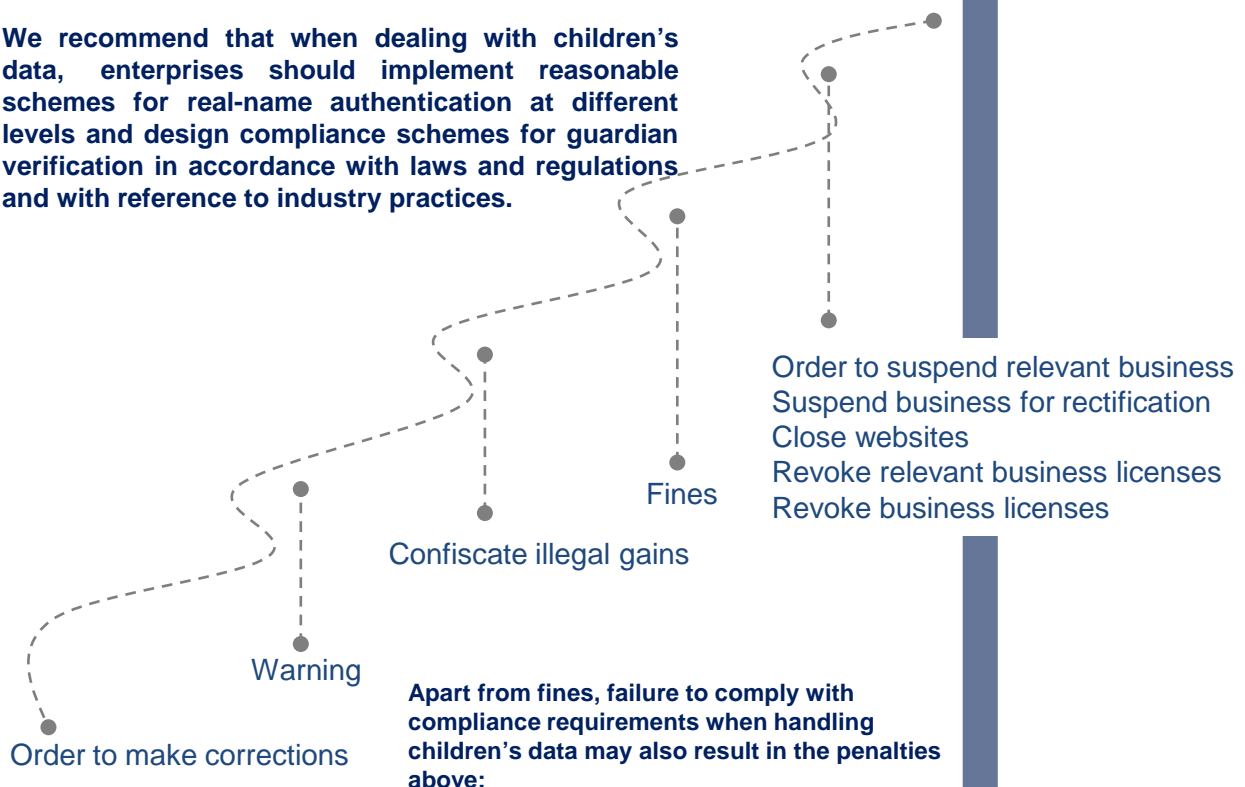 We recommend that when dealing with children's
data, enterprises should implement reasonable
schemes for real-name authentication at different
levels and design compliance schemes for guardian
verification in accordance with laws and regulations
and with reference to industry practices.
Order to suspend relevant business
Suspend business for rectification
Close websites
Revoke relevant business licenses
Revoke business licenses
Fines
Confiscate illegal gains
Warning
Order to make corrections
Apart from fines, failure to comply with
compliance requirements when handling
children's data may also result in the penalties
above: